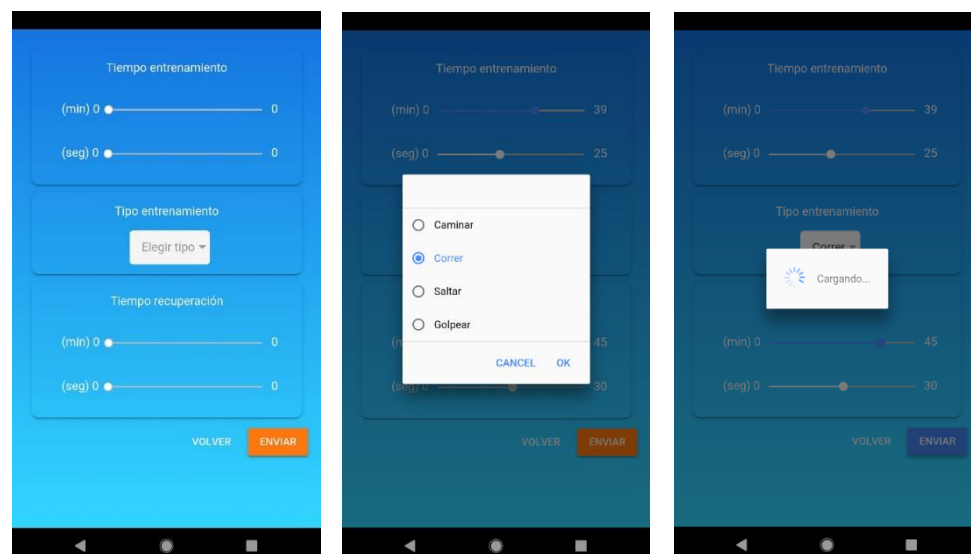 Tiempo entrenamiento
(min) 0 0
(seg) 0 0
Tipo entrenamiento
Elegir tipo
Tiempo recuperación
(min) 0 0
(seg) 0 0
VOLVER ENVIAR
Tiempo entrenamiento
(min) 0 39
(seg) 0 25
Caminar
Correr
Saltar
Golpear
45
CANCEL OK
(seg) 0 30
VOLVER ENVIAR
Tiempo entrenamiento
(min) 0 39
(seg) 0 25
Tipo entrenamiento
Correr
Cargando...
(min) 0 45
(seg) 0 30
VOLVER ENVIAR